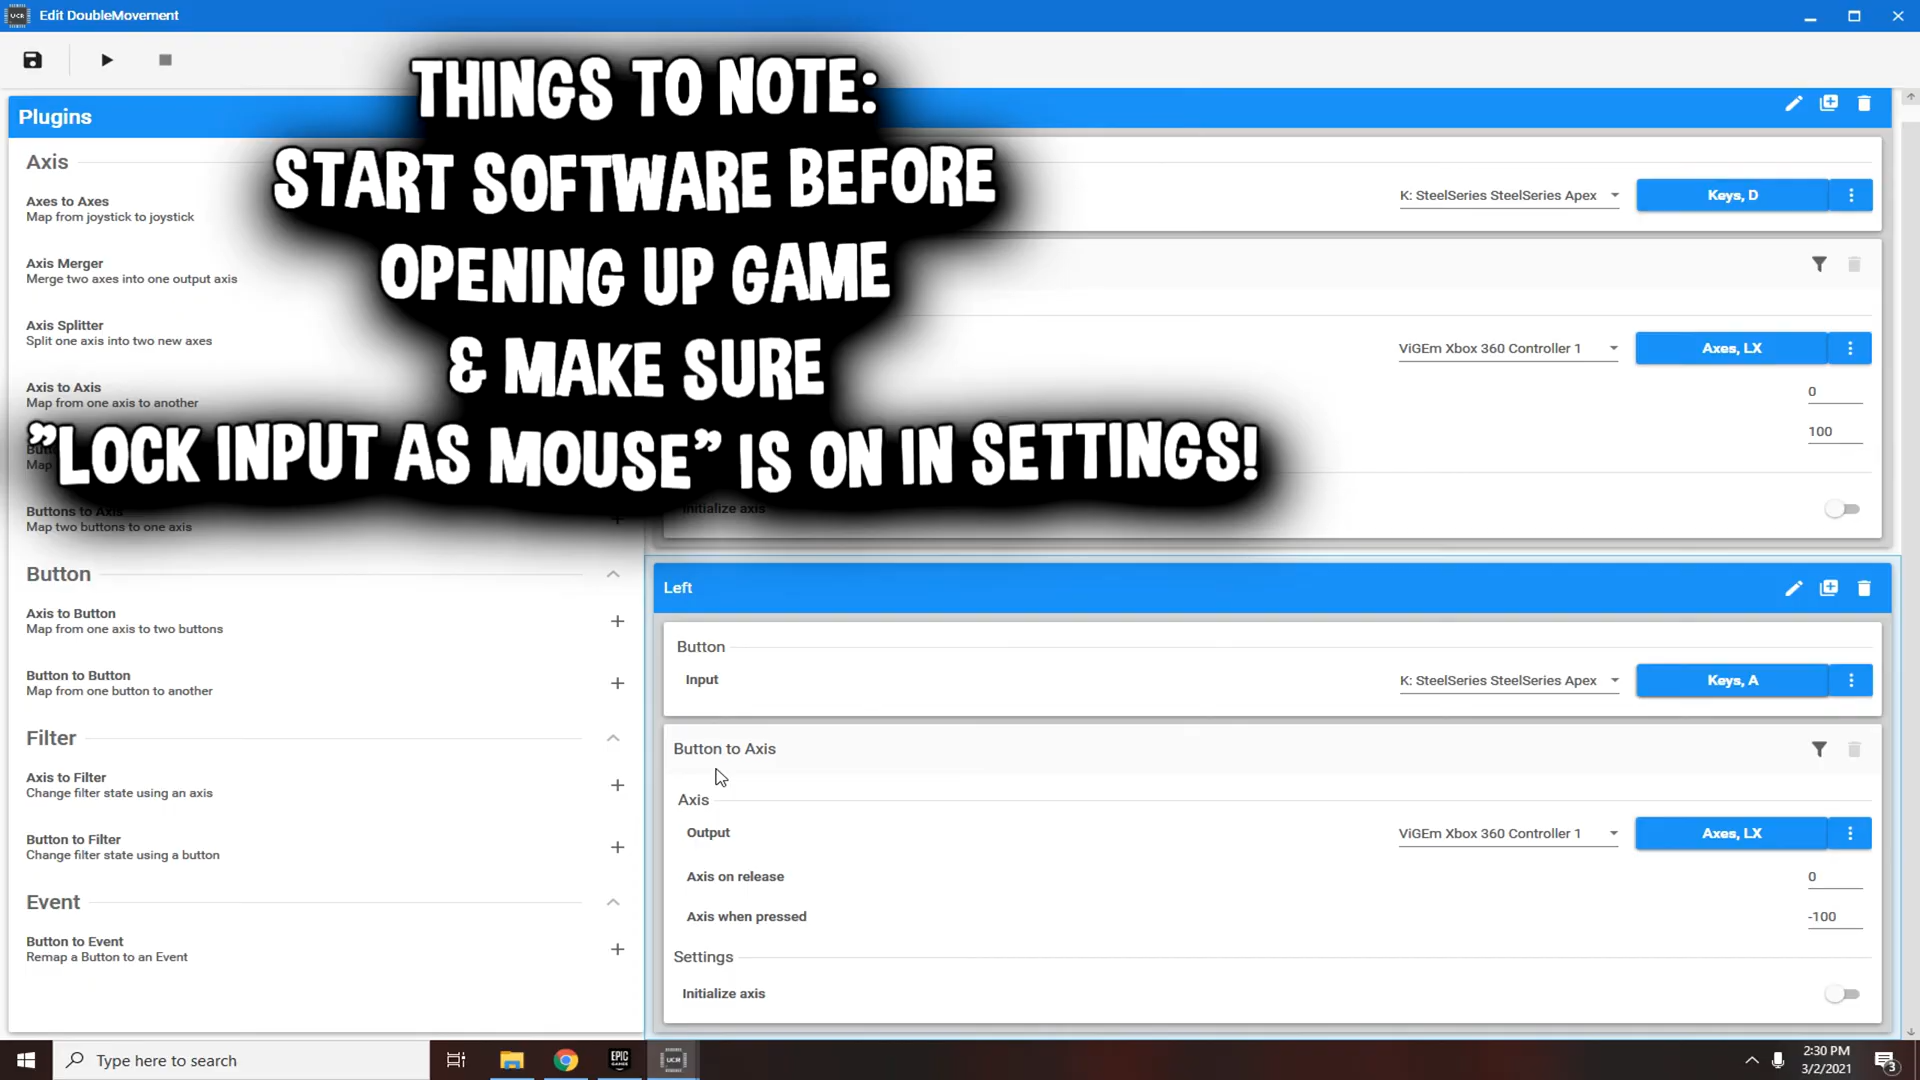 UCR Edit DoubleMovement
Plugins
THINGS TO NOTE:
START SOFTWARE BEFORE
OPENING UP GAME
& MAKE SURE
"LOCK INPUT AS MOUSE" IS ON IN SETTINGS!
Axis
Axes to Axes
Map from joystick to joystick
Axis Merger
Merge two axes into one output axis
Axis Splitter
Split one axis into two new axes
Axis to Axis
Map from one axis to another
Map
Buttons to Axis
Map two buttons to one axis
Button
Axis to Button
Map from one axis to two buttons
Button to Button
Map from one button to another
Filter
Axis to Filter
Change filter state using an axis
Button to Filter
Change filter state using a button
Event
Button to Event
Remap a Button to an Event
K: SteelSeries SteelSeries Apex Keys, D
ViGEm Xbox 360 Controller 1 Axes, LX
0
100
Initialize axis
Left
Button
Input K: SteelSeries SteelSeries Apex Keys, A
Button to Axis
Axis
Output ViGEm Xbox 360 Controller 1 Axes, LX
Axis on release 0
Axis when pressed -100
Settings
Initialize axis
Type here to search
EPIC GAMES
UCR
2:30 PM
3/2/2021
3